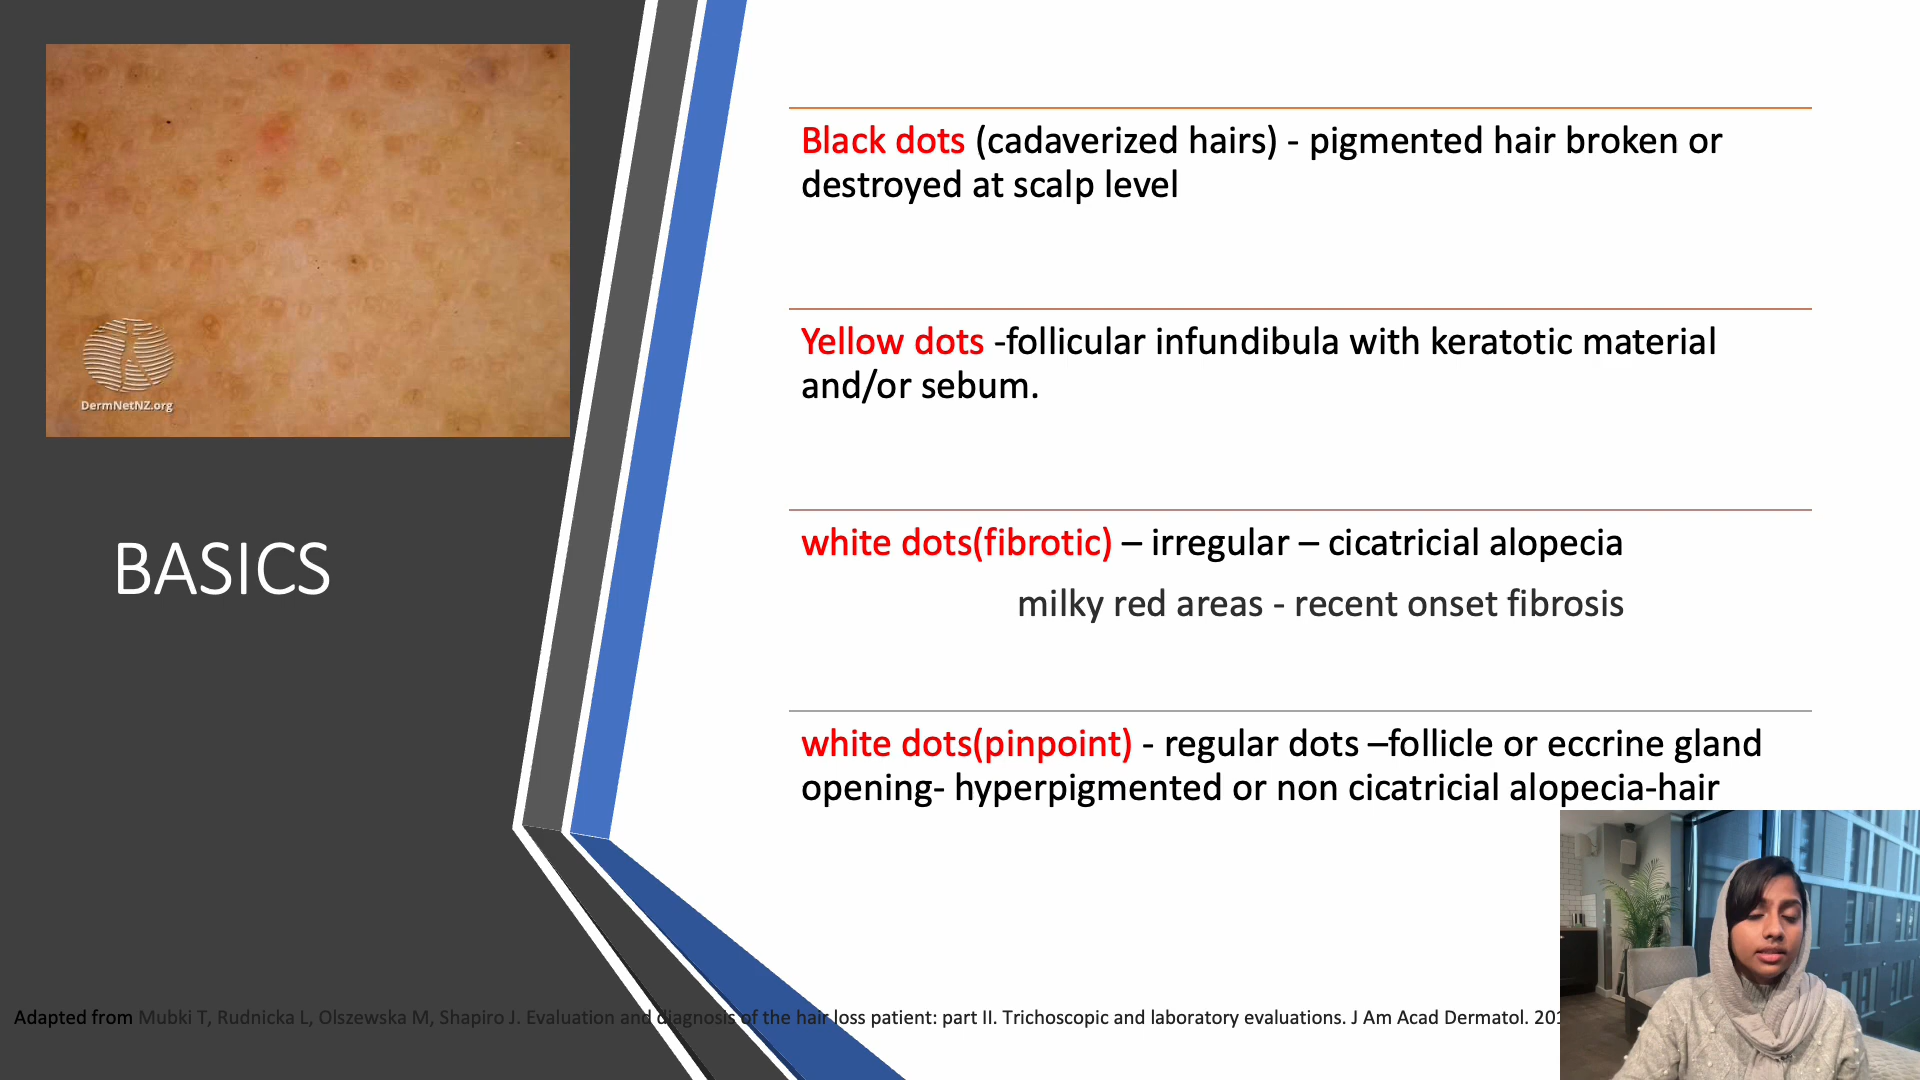 DermNetNZ.org
BASICS
Black dots (cadaverized hairs) - pigmented hair broken or
destroyed at scalp level
Yellow dots -follicular infundibula with keratotic material
and/or sebum.
white dots(fibrotic) – irregular – cicatricial alopecia
milky red areas - recent onset fibrosis
white dots(pinpoint) - regular dots –follicle or eccrine gland
opening- hyperpigmented or non cicatricial alopecia-hair
Adapted from Mubki T, Rudnicka L, Olszewska M, Shapiro J. Evaluation and diagnosis of the hair loss patient: part II. Trichoscopic and laboratory evaluations. J Am Acad Dermatol.